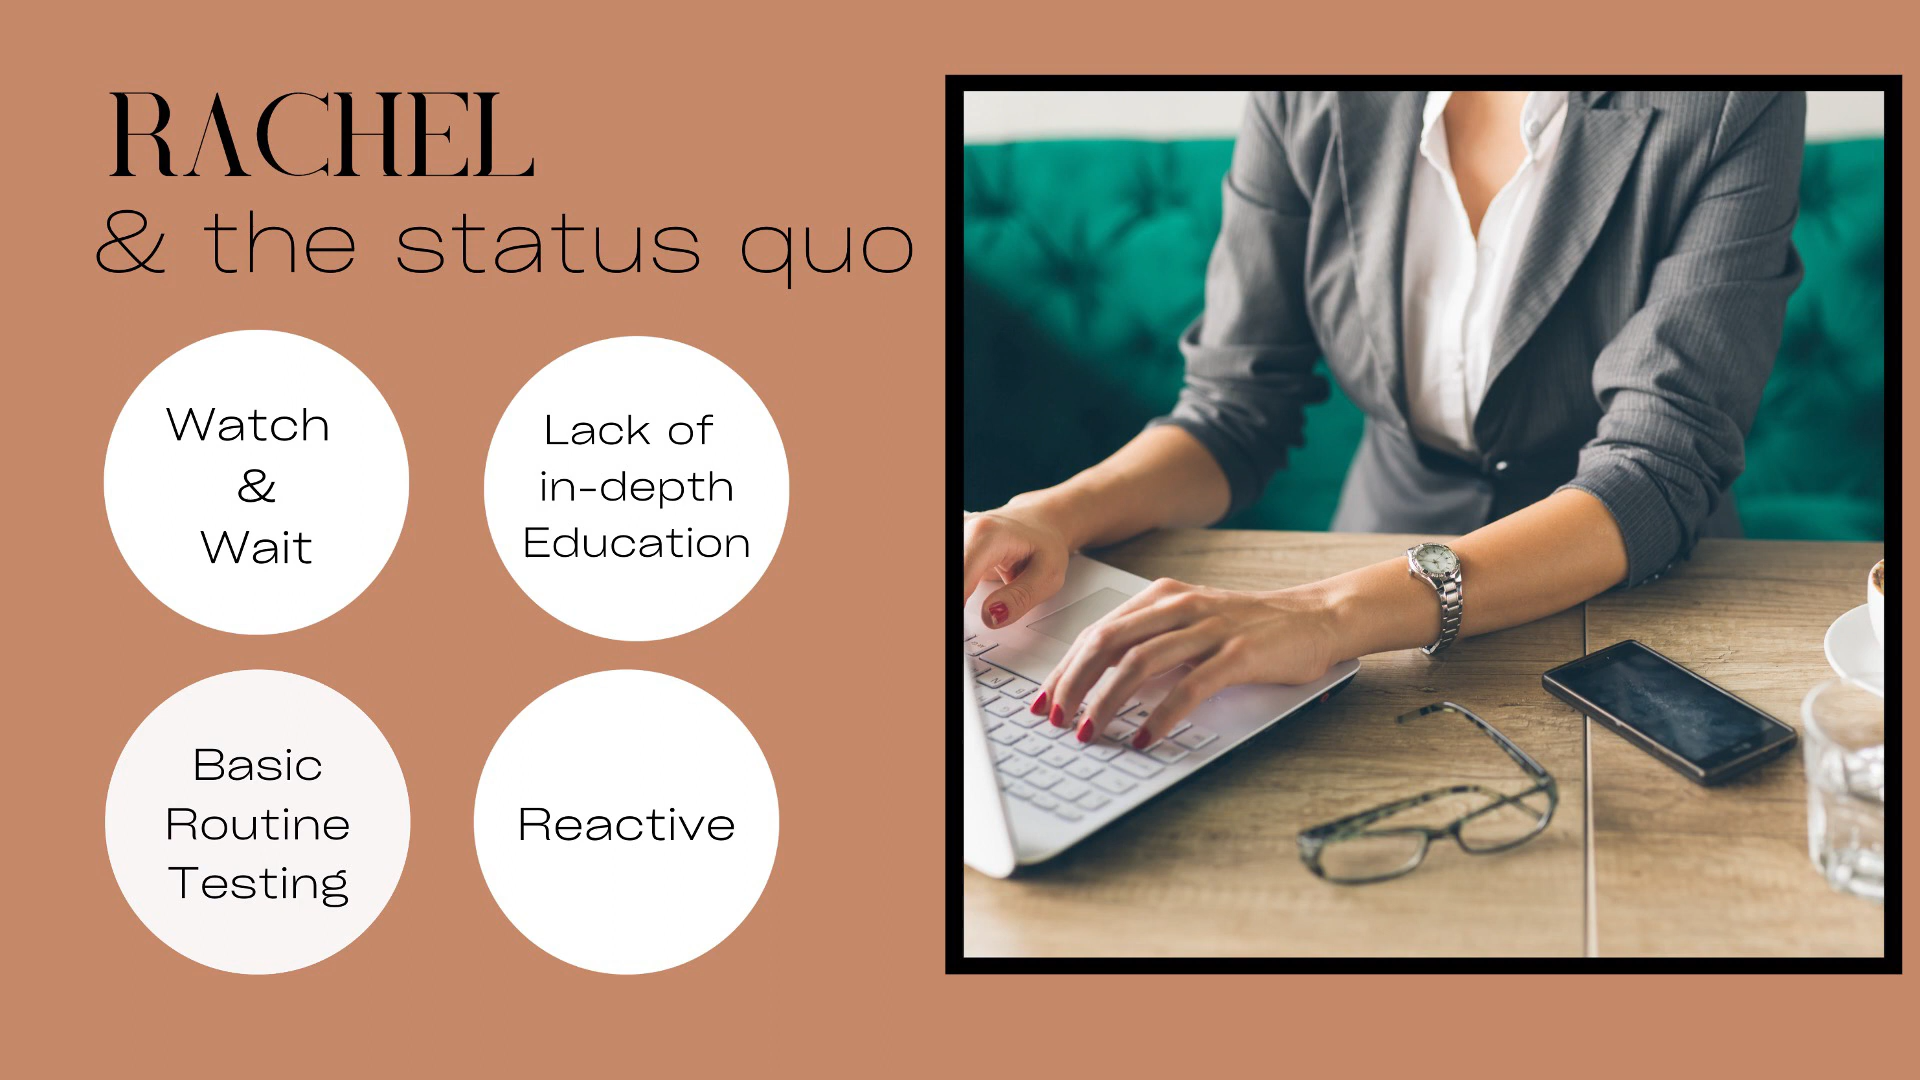 RACHEL
& the status quo
Watch
&
Wait
Lack of
in-depth
Education
Basic
Routine
Testing
Reactive